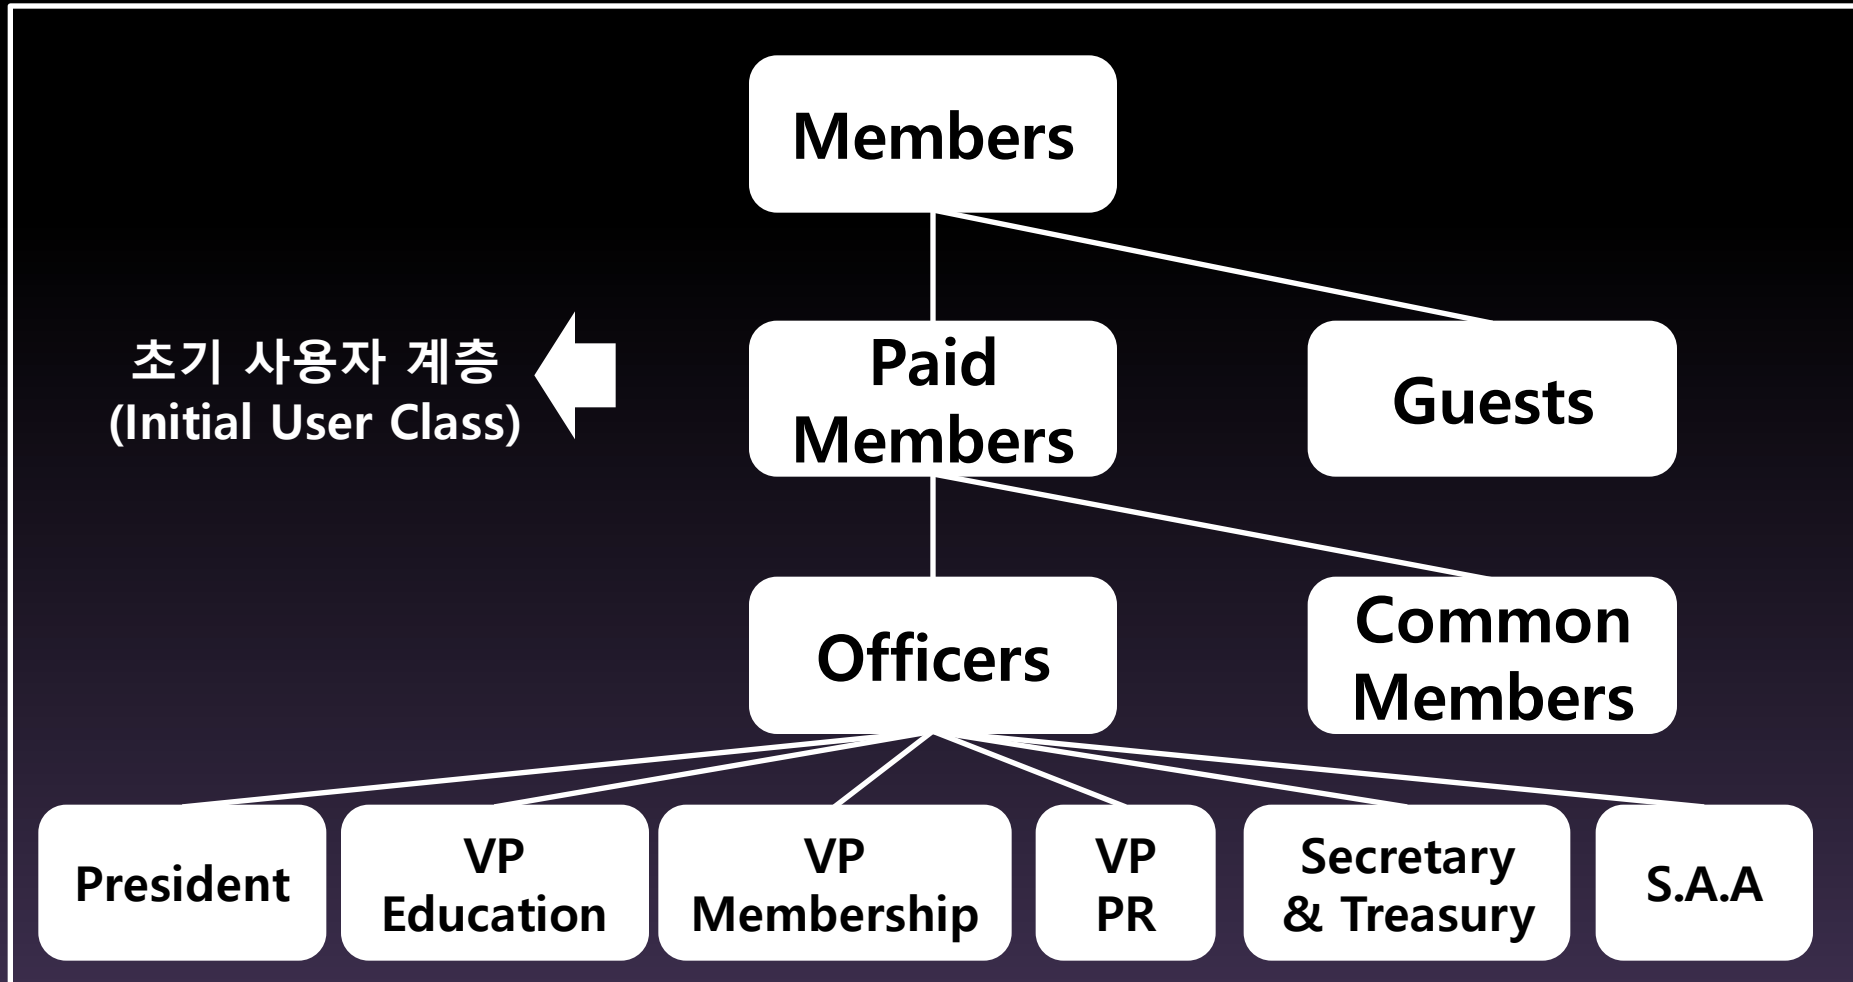 Members
초기 사용자 계층
(Initial User Class)
Paid
Members
Guests
Officers
Common
Members
President
VP
Education
VP
Membership
VP
PR
Secretary
& Treasury
S.A.A